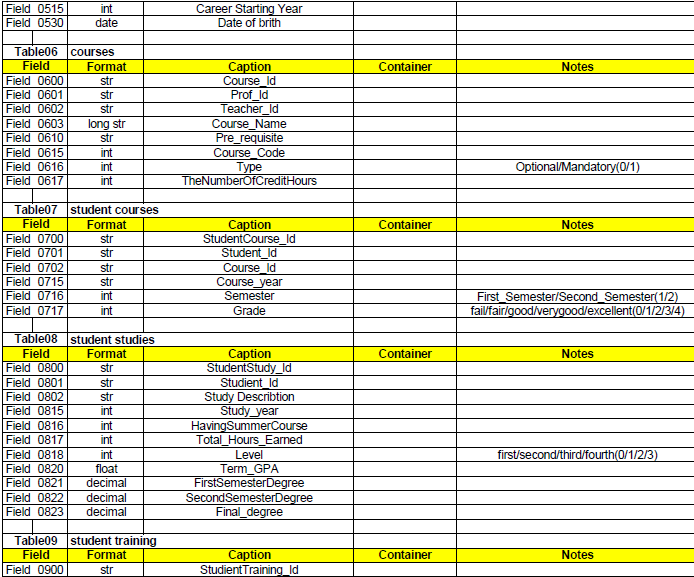 Field 0515 int Career Starting Year
Field 0530 date Date of brith
Table06 courses
Field Format Caption Container Notes
Field 0600 str Course_Id
Field 0601 str Prof_Id
Field 0602 str Teacher_Id
Field 0603 long str Course_Name
Field 0610 str Pre_requisite
Field 0615 int Course_Code
Field 0616 int Type Optional/Mandatory(0/1)
Field 0617 int TheNumberOfCreditHours
Table07 student courses
Field Format Caption Container Notes
Field 0700 str StudentCourse_Id
Field 0701 str Student_Id
Field 0702 str Course_Id
Field 0715 str Course_year
Field 0716 int Semester First_Semester/Second_Semester(1/2)
Field 0717 int Grade fail/fair/good/verygood/excellent(0/1/2/3/4)
Table08 student studies
Field Format Caption Container Notes
Field 0800 str StudentStudy_Id
Field 0801 str Studient_Id
Field 0802 str Study Describtion
Field 0815 int Study_year
Field 0816 int HavingSummerCourse
Field 0817 int Total_Hours_Earned
Field 0818 int Level first/second/third/fourth(0/1/2/3)
Field 0820 float Term_GPA
Field 0821 decimal FirstSemesterDegree
Field 0822 decimal SecondSemesterDegree
Field 0823 decimal Final_degree
Table09 student training
Field Format Caption Container Notes
Field 0900 str StudentTraining_Id